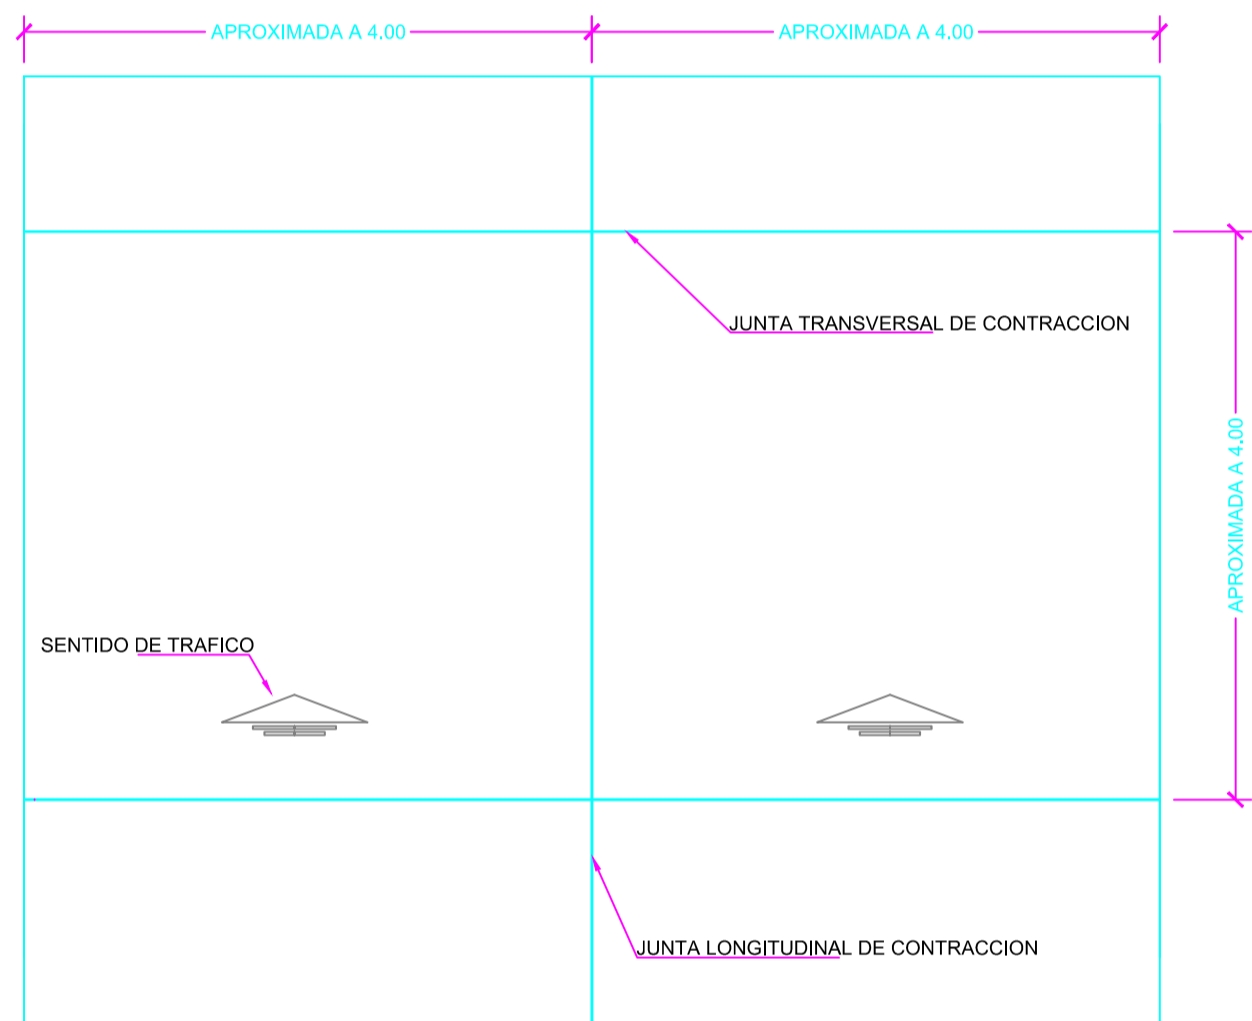 APROXIMADA A 4.00
APROXIMADA A 4.00
JUNTA TRANSVERSAL DE CONTRACCION
APROXIMADA A 4.00
SENTIDO DE TRAFICO
JUNTA LONGITUDINAL DE CONTRACCION